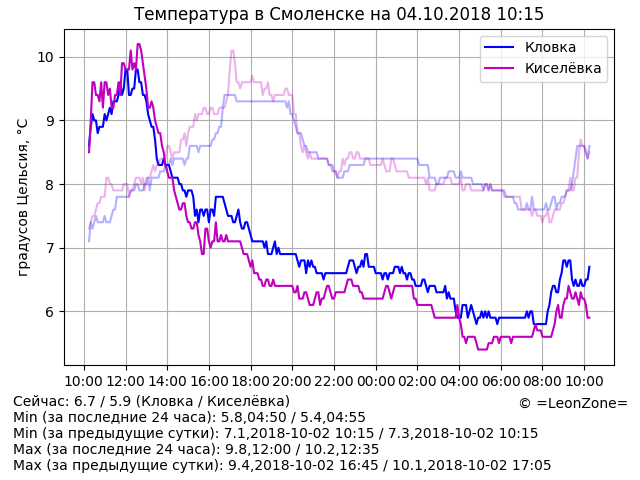 Температура в Смоленске на 04.10.2018 10:15
Кловка
Киселёвка
градусов Цельсия, °C
10
9
8
7
6
10:00 12:00 14:00 16:00 18:00 20:00 22:00 00:00 02:00 04:00 06:00 08:00 10:00
Сейчас: 6.7 / 5.9 (Кловка / Киселёвка)
© =LeonZone=
Min (за последние 24 часа): 5.8,04:50 / 5.4,04:55
Min (за предыдущие сутки): 7.1,2018-10-02 10:15 / 7.3,2018-10-02 10:15
Max (за последние 24 часа): 9.8,12:00 / 10.2,12:35
Max (за предыдущие сутки): 9.4,2018-10-02 16:45 / 10.1,2018-10-02 17:05